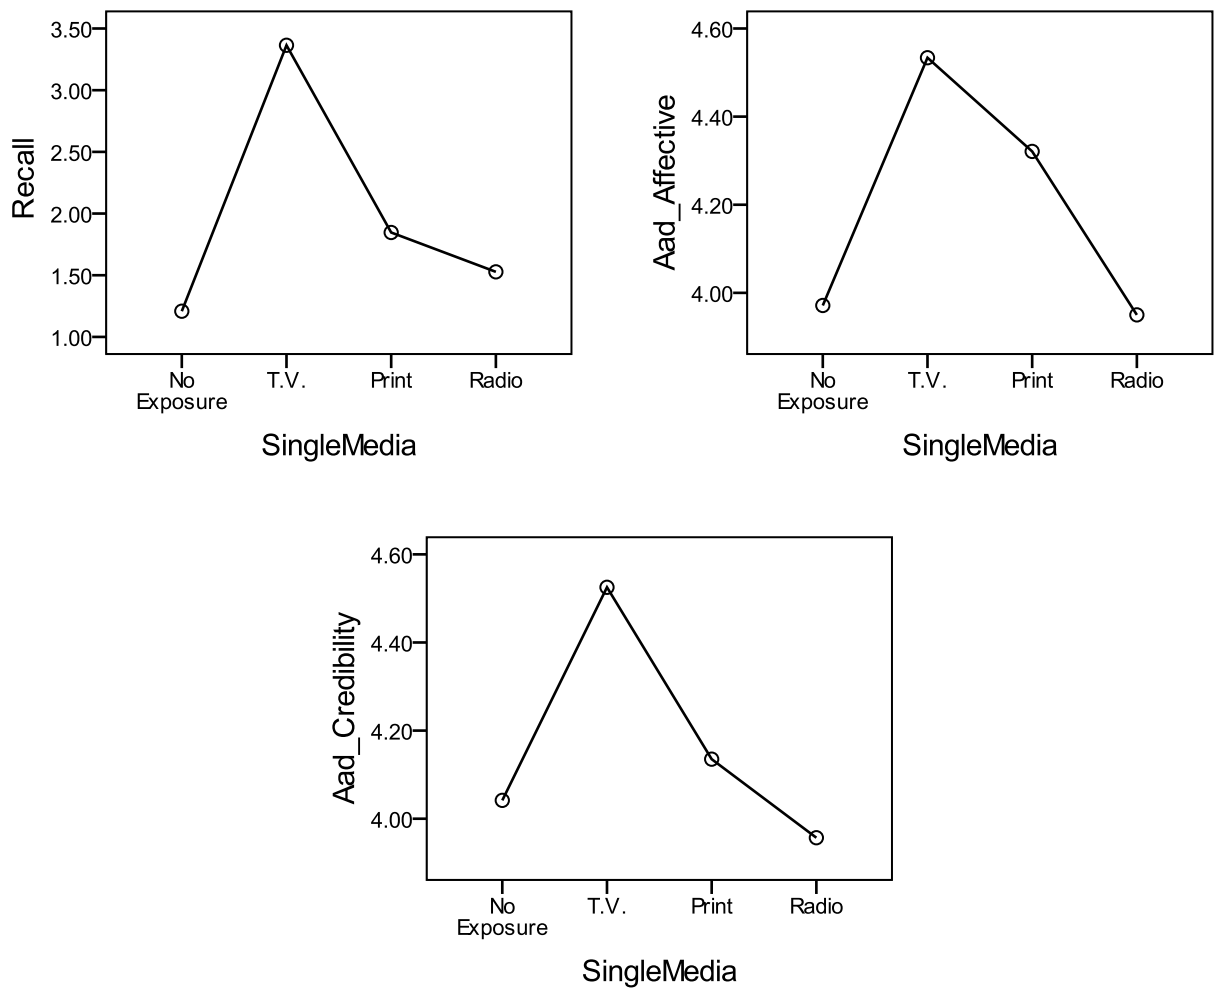 3.50
3.00
2.50
2.00
1.50
1.00
Recall
No
Exposure
T.V.
Print
Radio
SingleMedia
4.60
4.40
4.20
4.00
Aad_Affective
No
Exposure
T.V.
Print
Radio
SingleMedia
4.60
4.40
4.20
4.00
Aad_Credibility
No
Exposure
T.V.
Print
Radio
SingleMedia